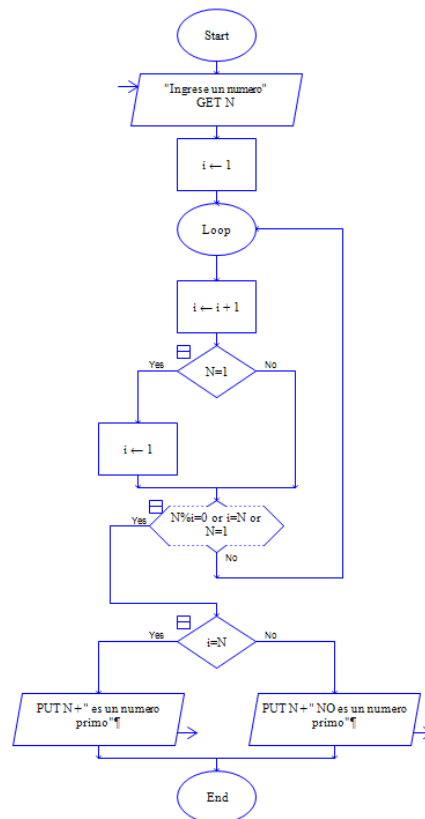 Start
"Ingrese un numero"
GET N
i ← 1
Loop
i ← i + 1
Yes
N=1
No
i ← 1
Yes
N%i=0 or i=N or
N=1
No
Yes
i=N
No
PUT N+" es un numero
primo"¶
PUT N+" NO es un numero
primo"¶
End